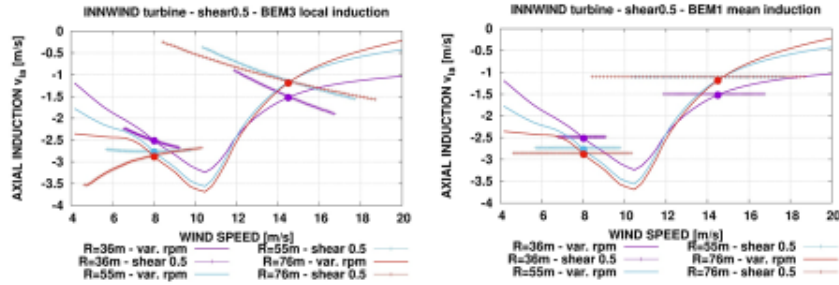 INNWIND turbine - shear0.5 - BEM3 local induction
AXIAL INDUCTION v_ia [m/s]
0
-0.5
-1
-1.5
-2
-2.5
-3
-3.5
-4
4 6 8 10 12 14 16 18 20
WIND SPEED [m/s]
R=36m - var. rpm
R=36m - shear 0.5
R=55m - var. rpm
R=55m - shear 0.5
R=76m - var. rpm
R=76m - shear 0.5
INNWIND turbine - shear0.5 - BEM1 mean induction
AXIAL INDUCTION v_ia [m/s]
0
-0.5
-1
-1.5
-2
-2.5
-3
-3.5
-4
4 6 8 10 12 14 16 18 20
WIND SPEED [m/s]
R=36m - var. rpm
R=36m - shear 0.5
R=55m - var. rpm
R=55m - shear 0.5
R=76m - var. rpm
R=76m - shear 0.5